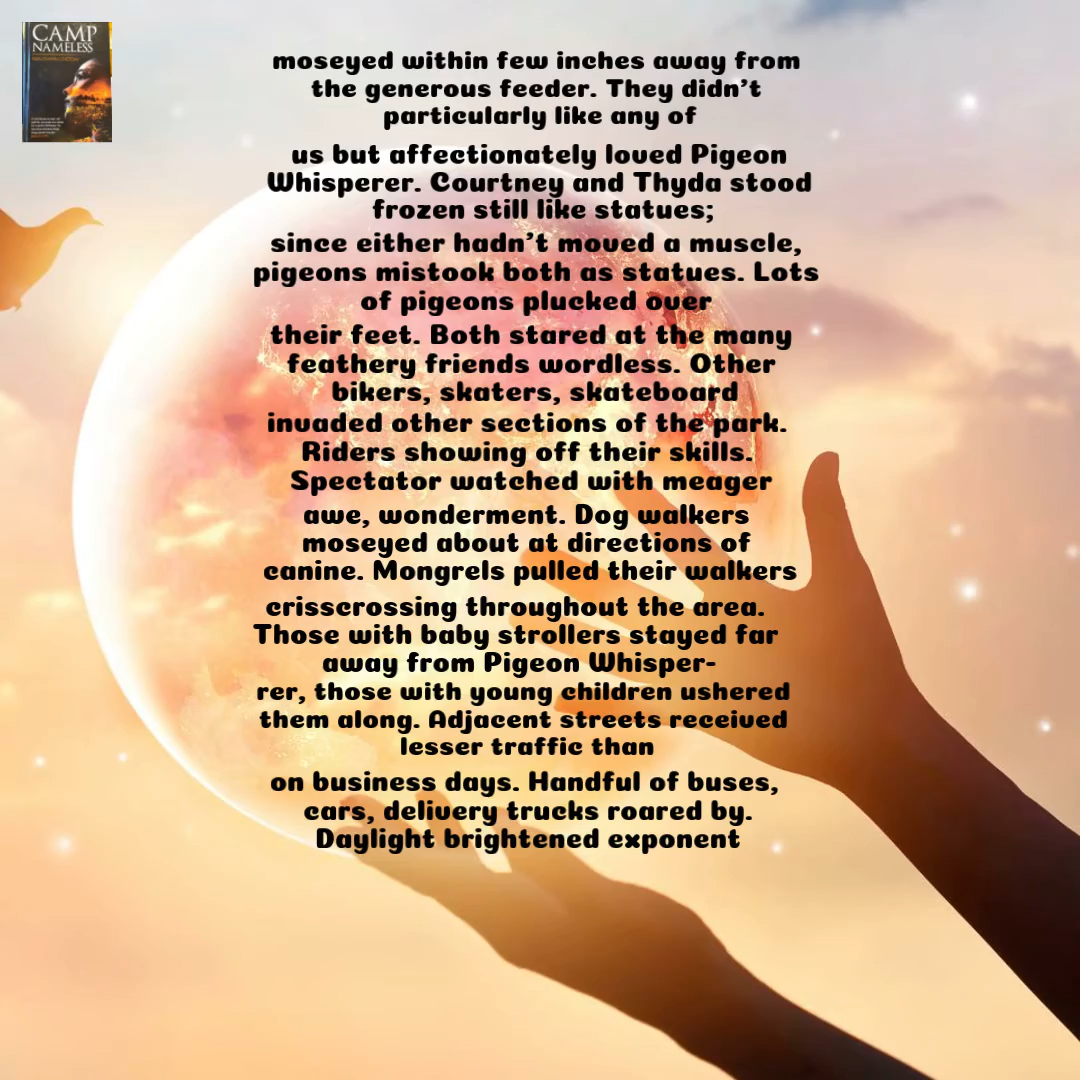 CAMP
NAMELESS
moseyed within few inches away from
the generous feeder. They didn't
particularly like any of
us but affectionately loved Pigeon
Whisperer. Courtney and Thyda stood
frozen still like statues;
since either hadn't moved a muscle,
pigeons mistook both as statues. Lots
of pigeons plucked over
their feet. Both stared at the many
feathery friends wordless. Other
bikers, skaters, skateboard
invaded other sections of the park.
Riders showing off their skills.
Spectator watched with meager
awe, wonderment. Dog walkers
moseyed about at directions of
canine. Mongrels pulled their walkers
crisscrossing throughout the area.
Those with baby strollers stayed far
away from Pigeon Whisper-
rer, those with young children ushered
them along. Adjacent streets received
lesser traffic than
on business days. Handful of buses,
cars, delivery trucks roared by.
Daylight brightened exponent